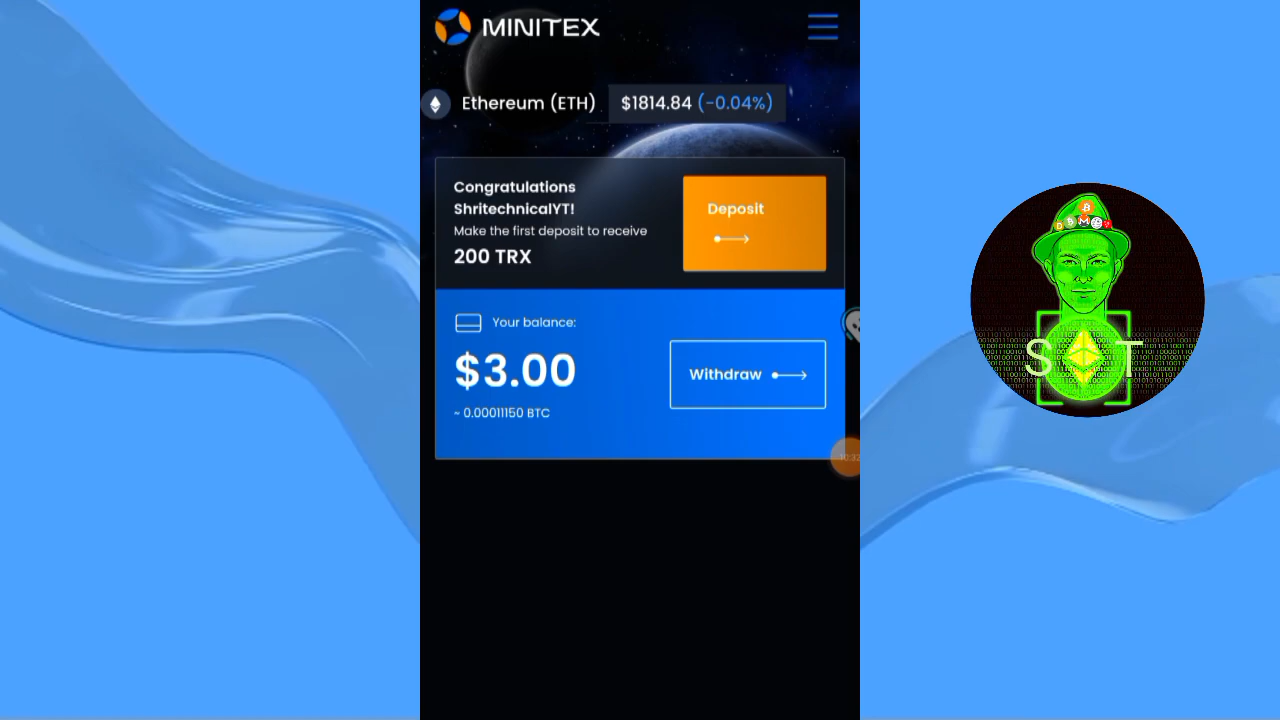 MINITEX
Ethereum (ETH) $1814.84 (-0.04%)
Congratulations
ShritechnicalYT!
Make the first deposit to receive
200 TRX
Deposit
Your balance:
$3.00
~ 0.00011150 BTC
Withdraw
S T